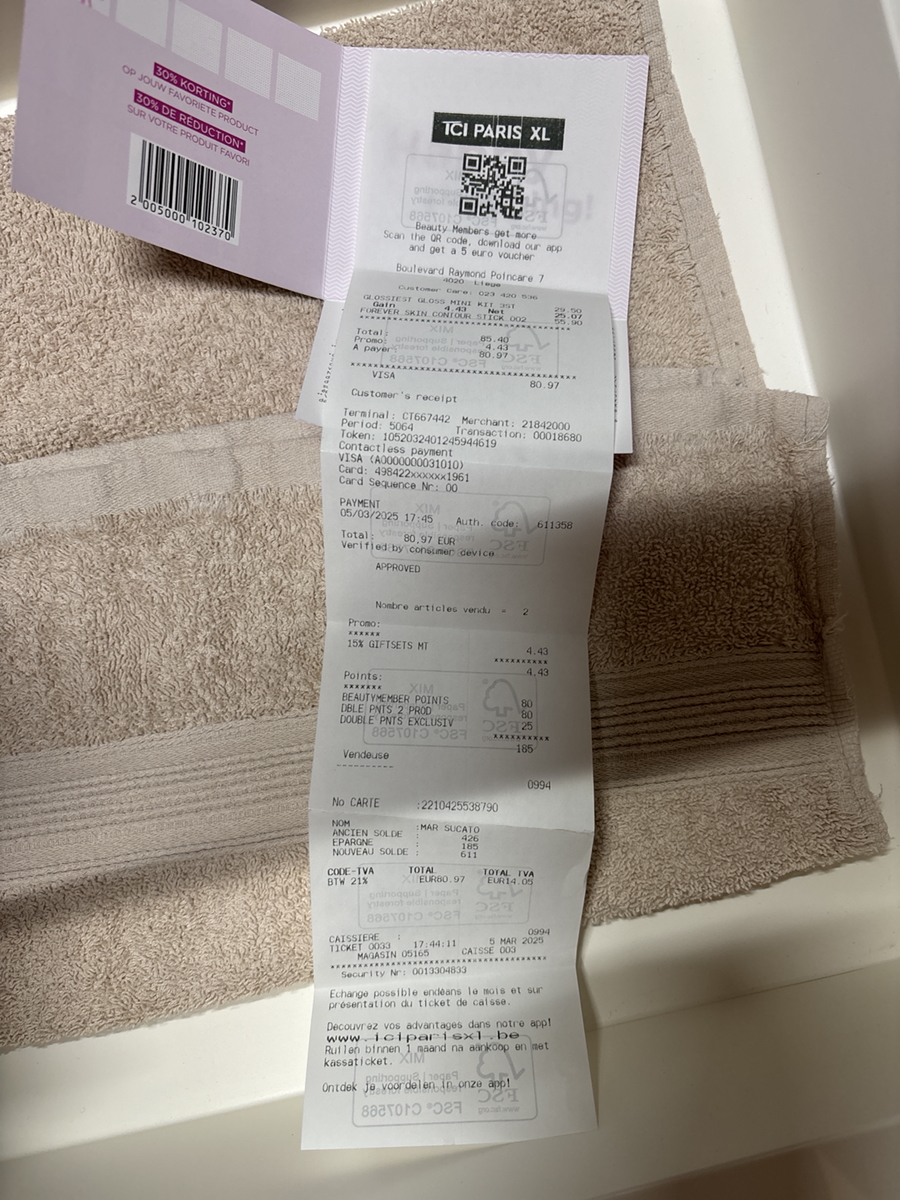 30% KORTING*
OP JOUW FAVORIETE PRODUCT
30% DE RÉDUCTION*
SUR VOTRE PRODUIT FAVORI
2 005000 102370
ICI PARIS XL
Beauty Members get more
Scan the QR code, download our app
and get a 5 euro voucher
Boulevard Raymond Poincare 7
4020 Liege
Customer Care: 023 420 536
GLOSSIEST GLOSS MINI KIT 3ST 29.50
Gain 4.43 Net 25.07
FOREVER SKIN CONTOUR STICK 002 55.90
Total: 85.40
Promo: 4.43
A payer 80.97
VISA 80.97
Customer's receipt
Terminal: CT667442 Merchant: 21842000
Period: 5064 Transaction: 00018680
Token: 1052032401245944619
Contactless payment
VISA (A0000000031010)
Card: 498422xxxxxx1961
Card Sequence Nr: 00
PAYMENT
05/03/2025 17:45 Auth. code: 611358
Total: 80,97 EUR
Verified by consumer device
APPROVED
Nombre articles vendu = 2
Promo:
******
15% GIFTSETS MT 4.43
**********
4.43
Points:
*******
BEAUTYMEMBER POINTS 80
DBLE PNTS 2 PROD 80
DOUBLE PNTS EXCLUSIV 25
**********
185
Vendeuse
----------
0994
No CARTE :2210425538790
NOM :MAR SUCATO
ANCIEN SOLDE : 426
EPARGNE : 185
NOUVEAU SOLDE : 611
CODE-TVA TOTAL TOTAL TVA
BTW 21% EUR80.97 EUR14.05
CAISSIERE : 0994
TICKET 0033 17:44:11 5 MAR 2025
MAGASIN 05165 CAISSE 003
Security Nr: 0013304833
Echange possible endéans le mois et sur
présentation du ticket de caisse.
Decouvrez vos advantages dans notre app!
www.iciparisxl.be
Ruilen binnen 1 maand na aankoop en met
kassaticket.
Ontdek je voordelen in onze app!